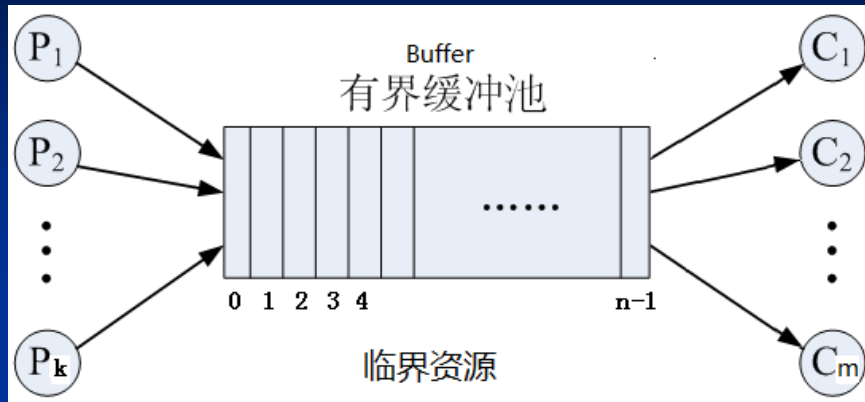 P1
Buffer
C1
有界缓冲池
P2
C2
......
0 1 2 3 4 n-1
Pk
临界资源
Cm